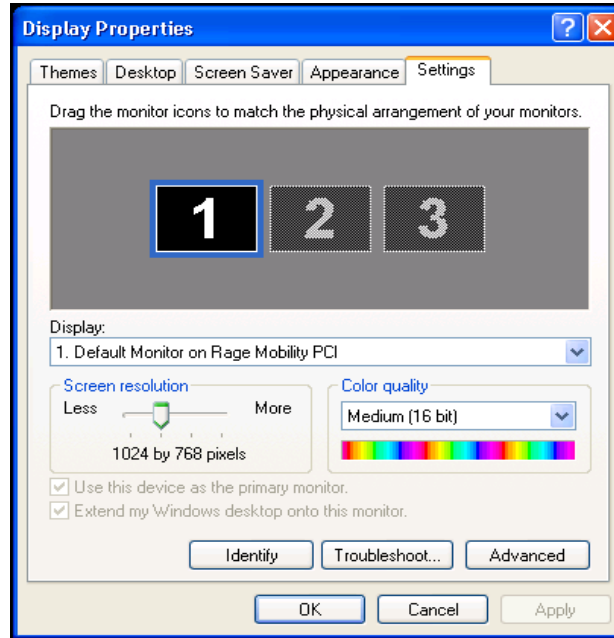 Display Properties
Themes Desktop Screen Saver Appearance Settings
Drag the monitor icons to match the physical arrangement of your monitors.
1 2 3
Display:
1. Default Monitor on Rage Mobility PCI
Screen resolution
Less More
1024 by 768 pixels
Color quality
Medium (16 bit)
Use this device as the primary monitor.
Extend my Windows desktop onto this monitor.
Identify Troubleshoot... Advanced
OK Cancel Apply